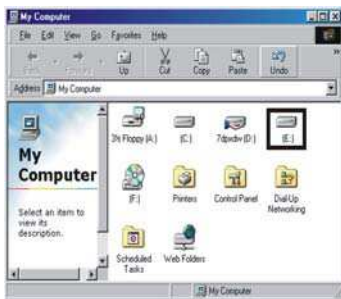 My Computer
File Edit View Go Favorites Help
Back Forward Up Cut Copy Paste Undo
Address My Computer
My
Computer
Select an item to
view its
description.
3½ Floppy (A:) (C:) (D:) (E:)
(F:) Printers Control Panel Dial-Up
Networking
Scheduled
Tasks Web Folders
My Computer